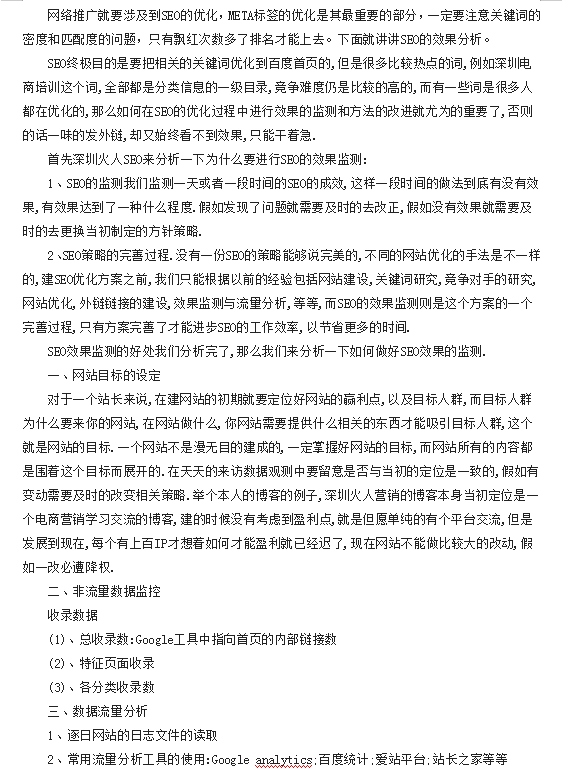 网络推广就要涉及到SEO的优化，META标签的优化是其最重要的部分，一定要注意关键词的
密度和匹配度的问题，只有飘红次数多了排名才能上去。下面就讲讲SEO的效果分析。
SEO终极目的是要把相关的关键词优化到百度首页的,但是很多比较热点的词,例如深圳电
商培训这个词,全部都是分类信息的一级目录,竞争难度仍是比较的高的,而有一些词是很多人
都在优化的,那么如何在SEO的优化过程中进行效果的监测和方法的改进就尤为的重要了,否则
的话一味的发外链,却又始终看不到效果,只能干着急.
首先深圳火人SEO来分析一下为什么要进行SEO的效果监测:
1、SEO的监测我们监测一天或者一段时间的SEO的成效,这样一段时间的做法到底有没有效
果,有效果达到了一种什么程度.假如发现了问题就需要及时的去改正,假如没有效果就需要及
时的去更换当初制定的方针策略.
2、SEO策略的完善过程.没有一份SEO的策略能够说完美的,不同的网站优化的手法是不一样
的,建SEO优化方案之前,我们只能根据以前的经验包括网站建设,关键词研究,竞争对手的研究,
网站优化,外链链接的建设,效果监测与流量分析,等等,而SEO的效果监测则是这个方案的一个
完善过程,只有方案完善了才能进步SEO的工作效率,以节省更多的时间.
SEO效果监测的好处我们分析完了,那么我们来分析一下如何做好SEO效果的监测.
一、网站目标的设定
对于一个站长来说,在建网站的初期就要定位好网站的赢利点,以及目标人群,而目标人群
为什么要来你的网站,在网站做什么,你网站需要提供什么相关的东西才能吸引目标人群,这个
就是网站的目标.一个网站不是漫无目的建成的,一定掌握好网站的目标,而网站所有的内容都
是围着这个目标而展开的.在天天的来访数据观测中要留意是否与当初的定位是一致的,假如有
变动需要及时的改变相关策略.举个本人的博客的例子,深圳火人营销的博客本身当初定位是一
个电商营销学习交流的博客,建的时候没有考虑到盈利点,就是但愿单纯的有个平台交流,但是
发展到现在,每个有上百IP才想着如何才能盈利就已经迟了,现在网站不能做比较大的改动,假
如一改必遭降权.
二、非流量数据监控
收录数据
(1)、总收录数:Google工具中指向首页的内部链接数
(2)、特征页面收录
(3)、各分类收录数
三、数据流量分析
1、逐日网站的日志文件的读取
2、常用流量分析工具的使用:Google analytics;百度统计;爱站平台;站长之家等等